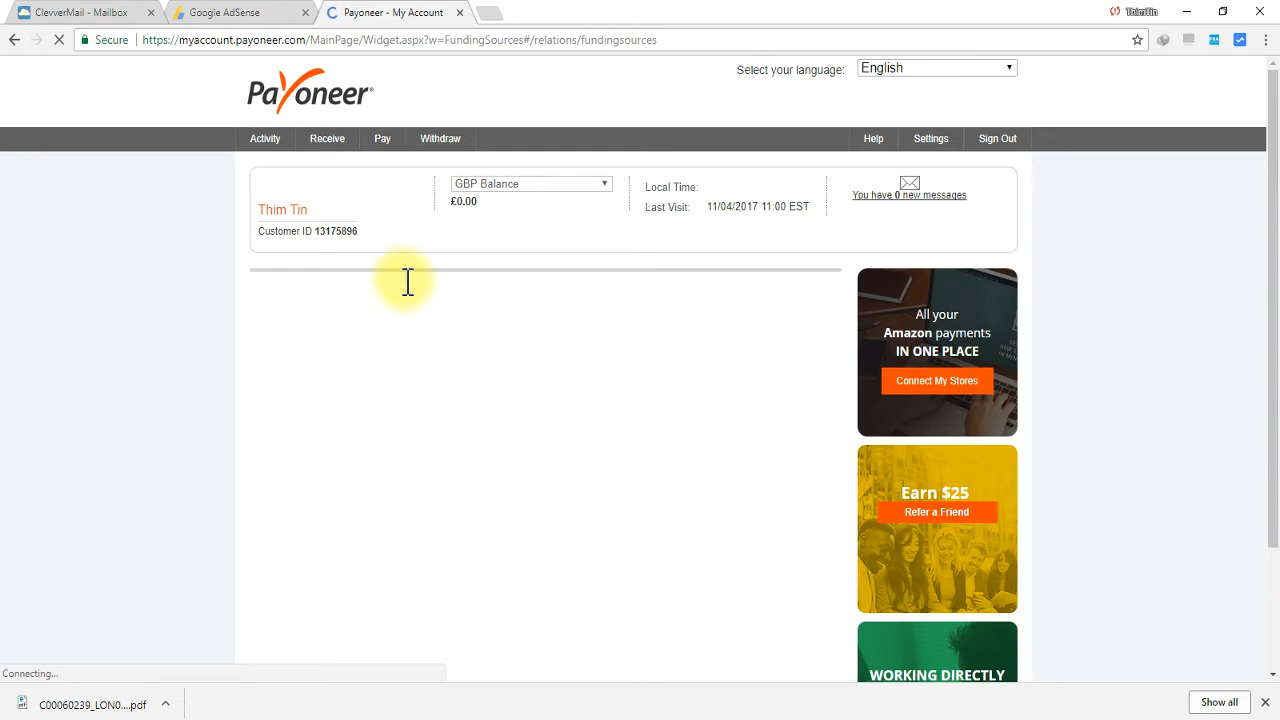 ClevverMail - Mailbox
Google AdSense
Payoneer - My Account
ThimTin
Secure
https://myaccount.payoneer.com/MainPage/Widget.aspx?w=FundingSources#/relations/fundingsources
Select your language:
English
Payoneer®
Activity
Receive
Pay
Withdraw
Help
Settings
Sign Out
GBP Balance
£0.00
Local Time:
Last Visit: 11/04/2017 11:00 EST
You have 0 new messages
Thim Tin
Customer ID 13175896
All your
Amazon payments
IN ONE PLACE
Connect My Stores
Earn $25
Refer a Friend
WORKING DIRECTLY
Connecting...
C00060239_LON0....pdf
Show all